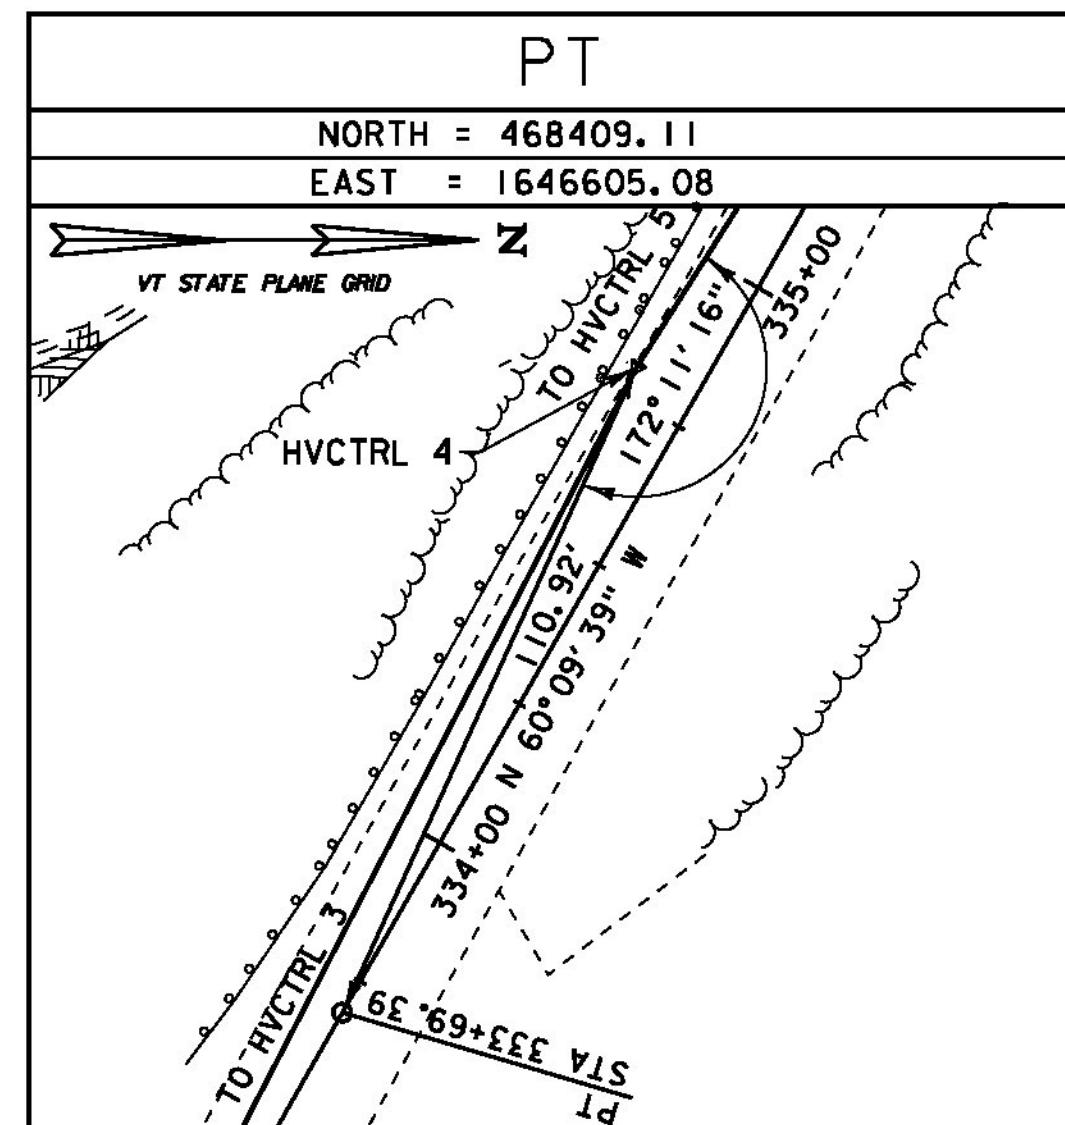 PT
NORTH = 468409.11
EAST = 1646605.08
N
VT STATE PLANE GRID
TO HVCTRL 5
335+00
172°11'16"
HVCTRL 4
110.92'
334+00 N 60°09'39" W
TO HVCTRL 3
STA 333+69.39
PT